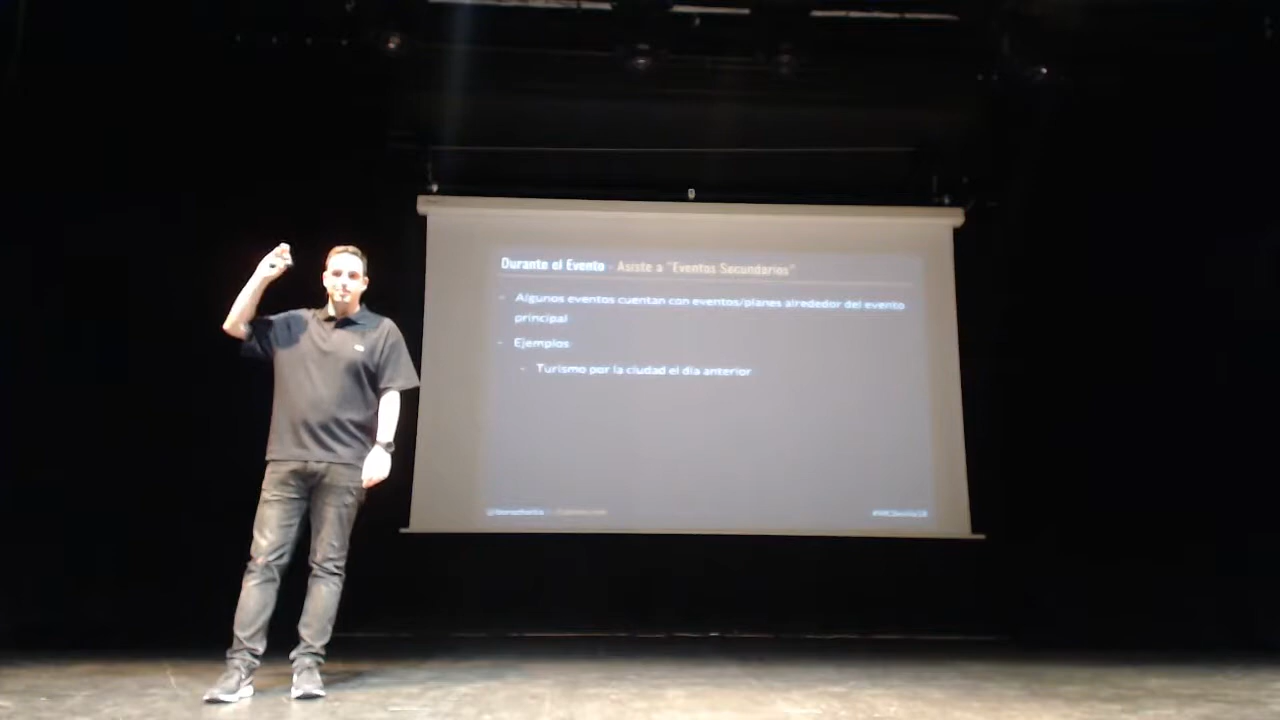 Durante el Evento - Asiste a "Eventos Secundarios"
- Algunos eventos cuentan con eventos/planes alrededor del evento
principal
- Ejemplos:
- Turismo por la ciudad el día anterior